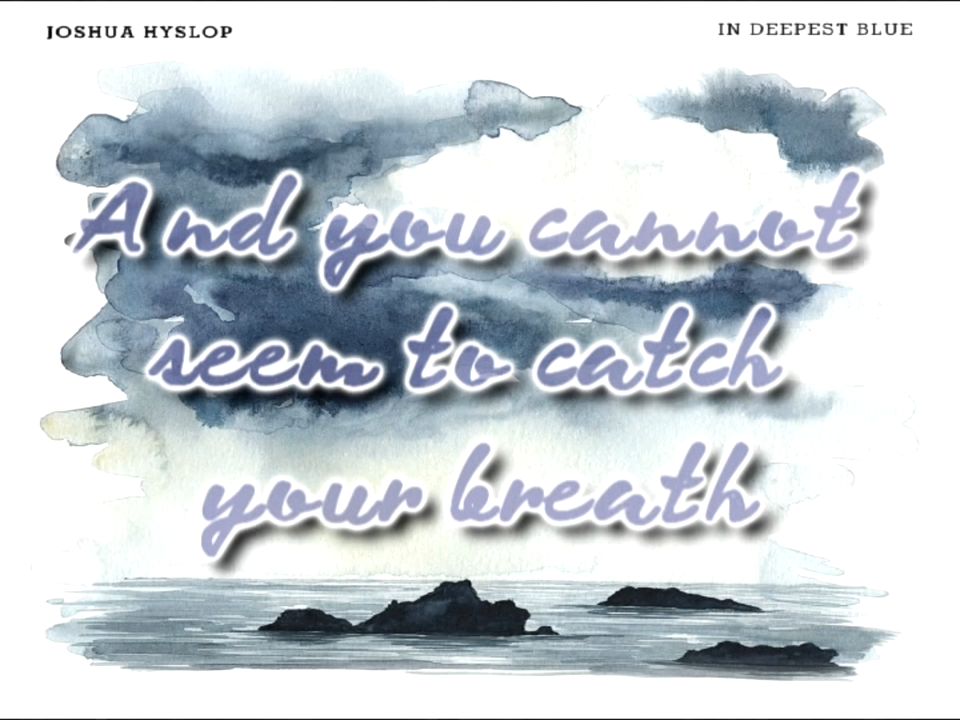 JOSHUA HYSLOP
IN DEEPEST BLUE
And you cannot
seem to catch
your breath